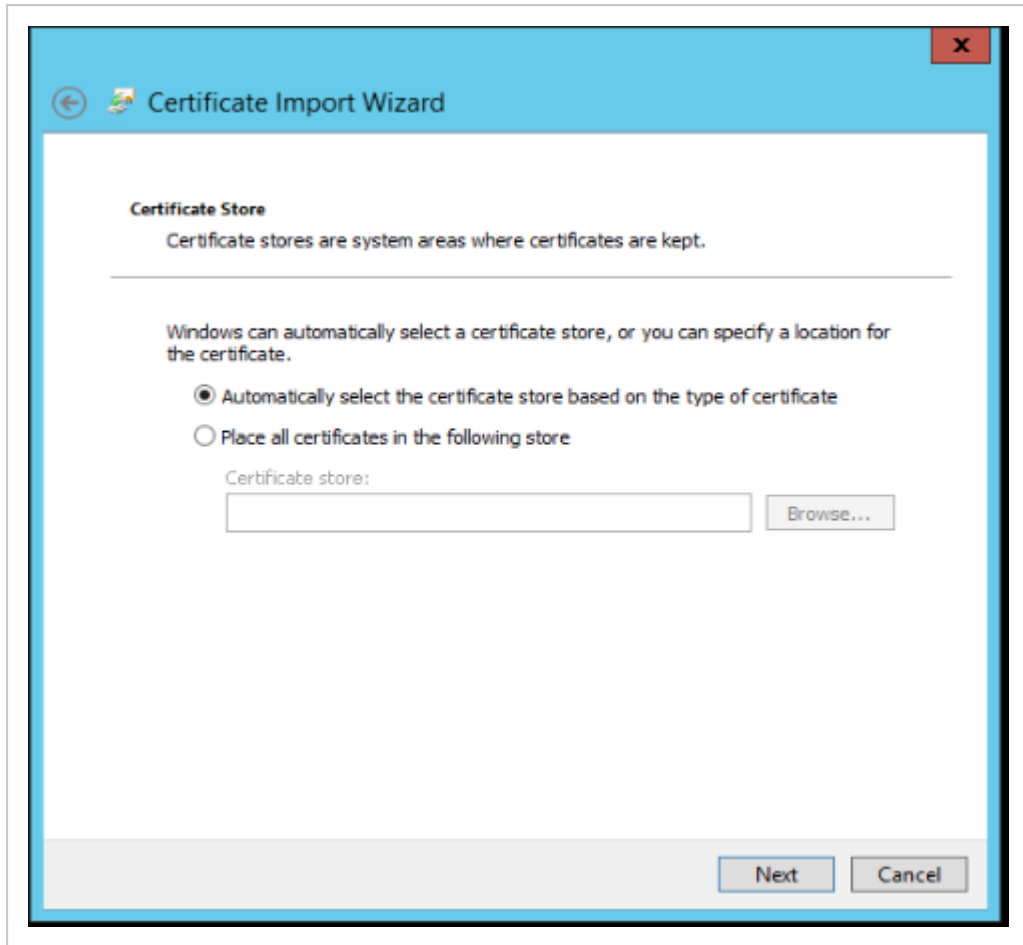 x
Certificate Import Wizard
Certificate Store
Certificate stores are system areas where certificates are kept.
Windows can automatically select a certificate store, or you can specify a location for
the certificate.
Automatically select the certificate store based on the type of certificate
Place all certificates in the following store
Certificate store:
Browse...
Next Cancel